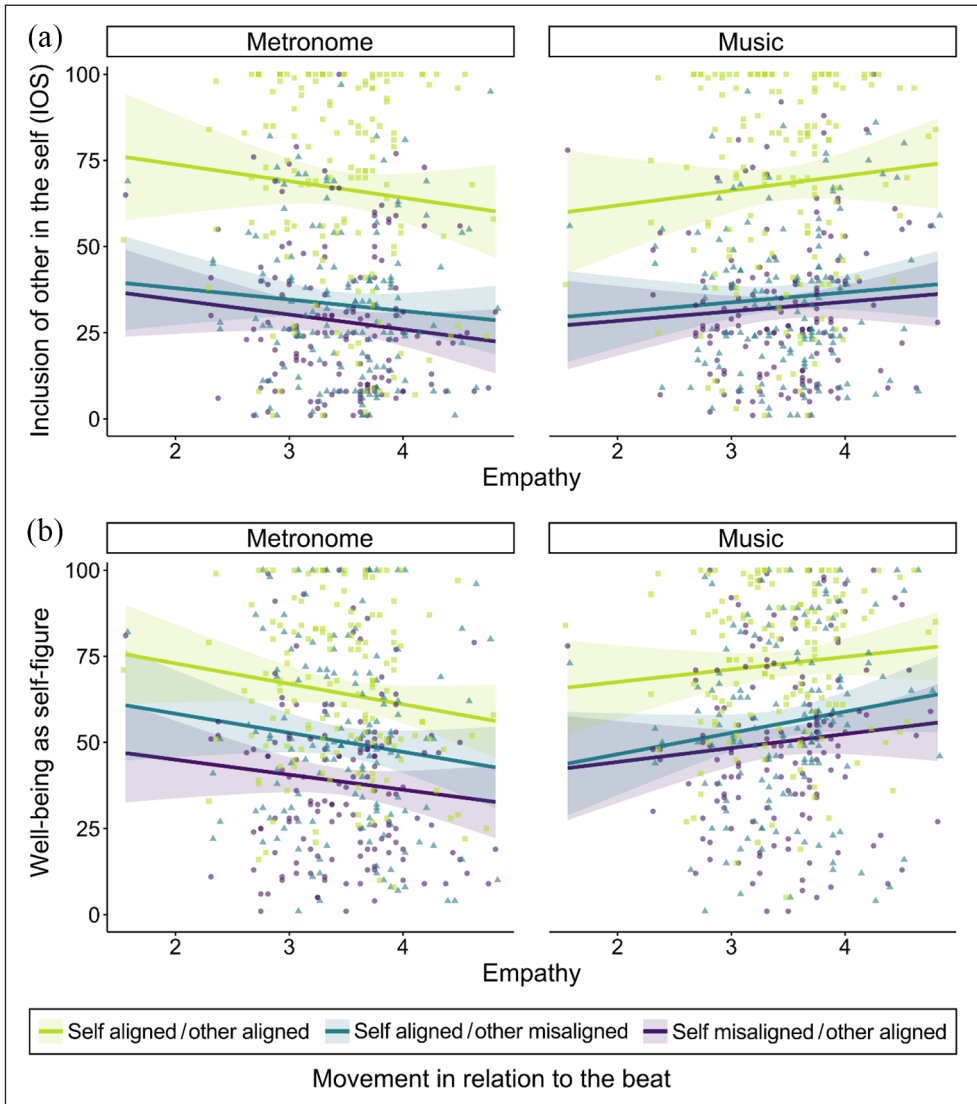 (a)
Metronome
Music
Inclusion of other in the self (IOS)
100
75
50
25
0
2 3 4
2 3 4
Empathy
(b)
Metronome
Music
Well-being as self-figure
100
75
50
25
0
2 3 4
2 3 4
Empathy
Self aligned / other aligned Self aligned / other misaligned Self misaligned / other aligned
Movement in relation to the beat